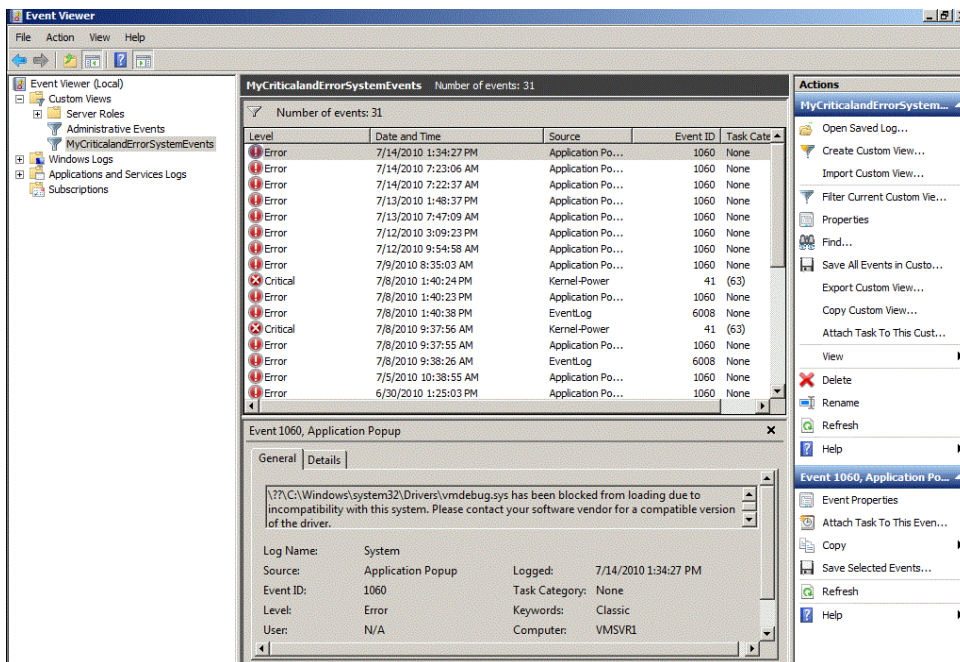 Event Viewer
File Action View Help
Event Viewer (Local)
Custom Views
Server Roles
Administrative Events
MyCriticalandErrorSystemEvents
Windows Logs
Applications and Services Logs
Subscriptions
MyCriticalandErrorSystemEvents Number of events: 31
Number of events: 31
Level Date and Time Source Event ID Task Cate
Error 7/14/2010 1:34:27 PM Application Po... 1060 None
Error 7/14/2010 7:23:06 AM Application Po... 1060 None
Error 7/14/2010 7:22:37 AM Application Po... 1060 None
Error 7/13/2010 1:48:37 PM Application Po... 1060 None
Error 7/13/2010 7:47:09 AM Application Po... 1060 None
Error 7/12/2010 3:09:23 PM Application Po... 1060 None
Error 7/12/2010 9:54:58 AM Application Po... 1060 None
Error 7/9/2010 8:35:03 AM Application Po... 1060 None
Critical 7/8/2010 1:40:24 PM Kernel-Power 41 (63)
Error 7/8/2010 1:40:23 PM Application Po... 1060 None
Error 7/8/2010 1:40:38 PM EventLog 6008 None
Critical 7/8/2010 9:37:56 AM Kernel-Power 41 (63)
Error 7/8/2010 9:37:55 AM Application Po... 1060 None
Error 7/8/2010 9:38:26 AM EventLog 6008 None
Error 7/5/2010 10:38:55 AM Application Po... 1060 None
Error 6/30/2010 1:25:03 PM Application Po... 1060 None
Event 1060, Application Popup
General Details
\??\C:\Windows\system32\Drivers\vmdebug.sys has been blocked from loading due to
incompatibility with this system. Please contact your software vendor for a compatible version
of the driver.
Log Name: System
Source: Application Popup Logged: 7/14/2010 1:34:27 PM
Event ID: 1060 Task Category: None
Level: Error Keywords: Classic
User: N/A Computer: VMSVR1
Actions
MyCriticalandErrorSystem...
Open Saved Log...
Create Custom View...
Import Custom View...
Filter Current Custom Vie...
Properties
Find...
Save All Events in Custo...
Export Custom View...
Copy Custom View...
Attach Task To This Cust...
View
Delete
Rename
Refresh
Help
Event 1060, Application Po...
Event Properties
Attach Task To This Even...
Copy
Save Selected Events...
Refresh
Help